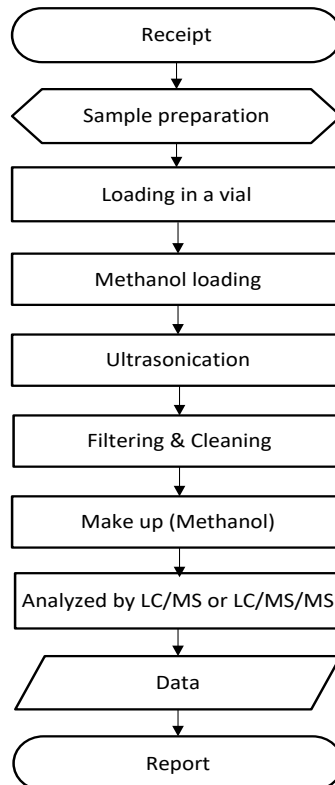 Receipt
Sample preparation
Loading in a vial
Methanol loading
Ultrasonication
Filtering & Cleaning
Make up (Methanol)
Analyzed by LC/MS or LC/MS/MS
Data
Report